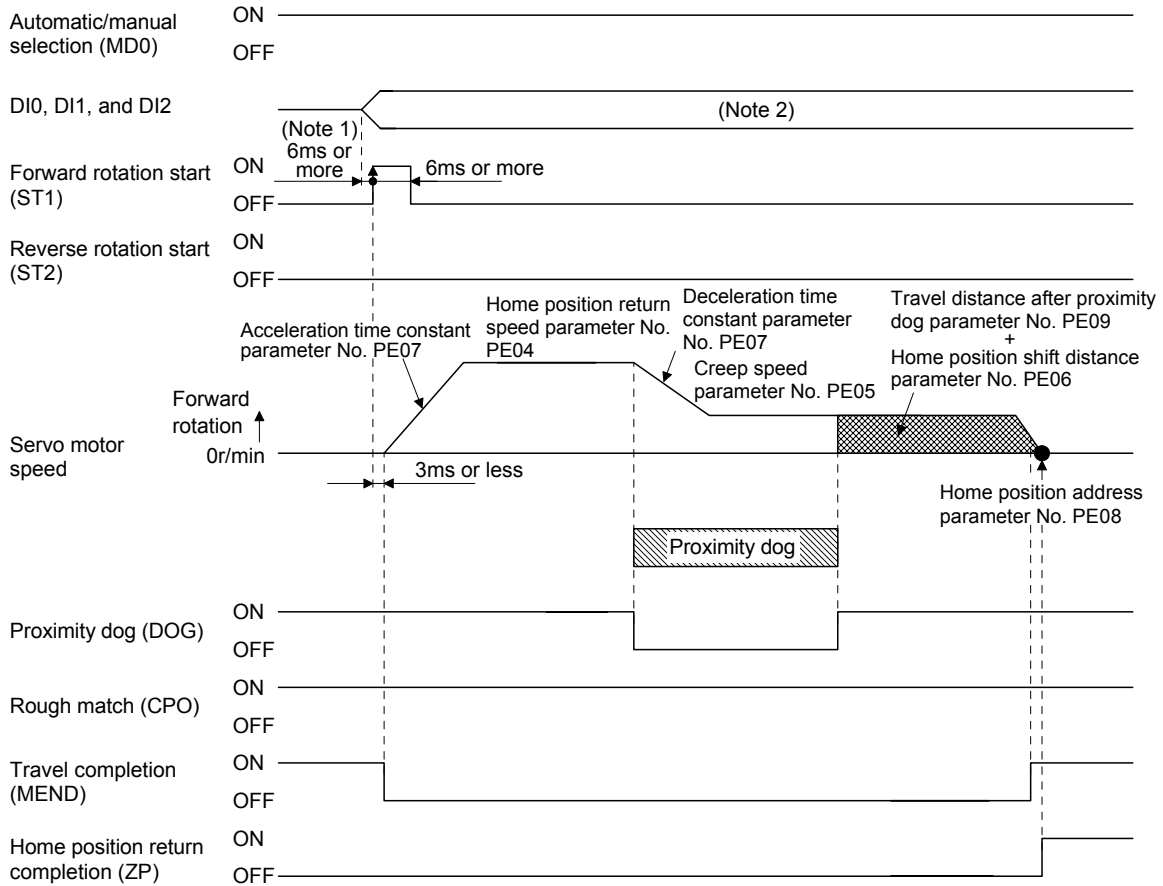 Automatic/manual
selection (MD0)
ON
OFF
DI0, DI1, and DI2
(Note 2)
(Note 1)
6ms or
more
Forward rotation start
(ST1)
ON
OFF
6ms or more
Reverse rotation start
(ST2)
ON
OFF
Acceleration time constant
parameter No. PE07
Home position return
speed parameter No.
PE04
Deceleration time
constant parameter
No. PE07
Creep speed
parameter No. PE05
Travel distance after proximity
dog parameter No. PE09
+
Home position shift distance
parameter No. PE06
Forward
rotation
Servo motor
speed
0r/min
3ms or less
Home position address
parameter No. PE08
Proximity dog
Proximity dog (DOG)
ON
OFF
Rough match (CPO)
ON
OFF
Travel completion
(MEND)
ON
OFF
Home position return
completion (ZP)
ON
OFF